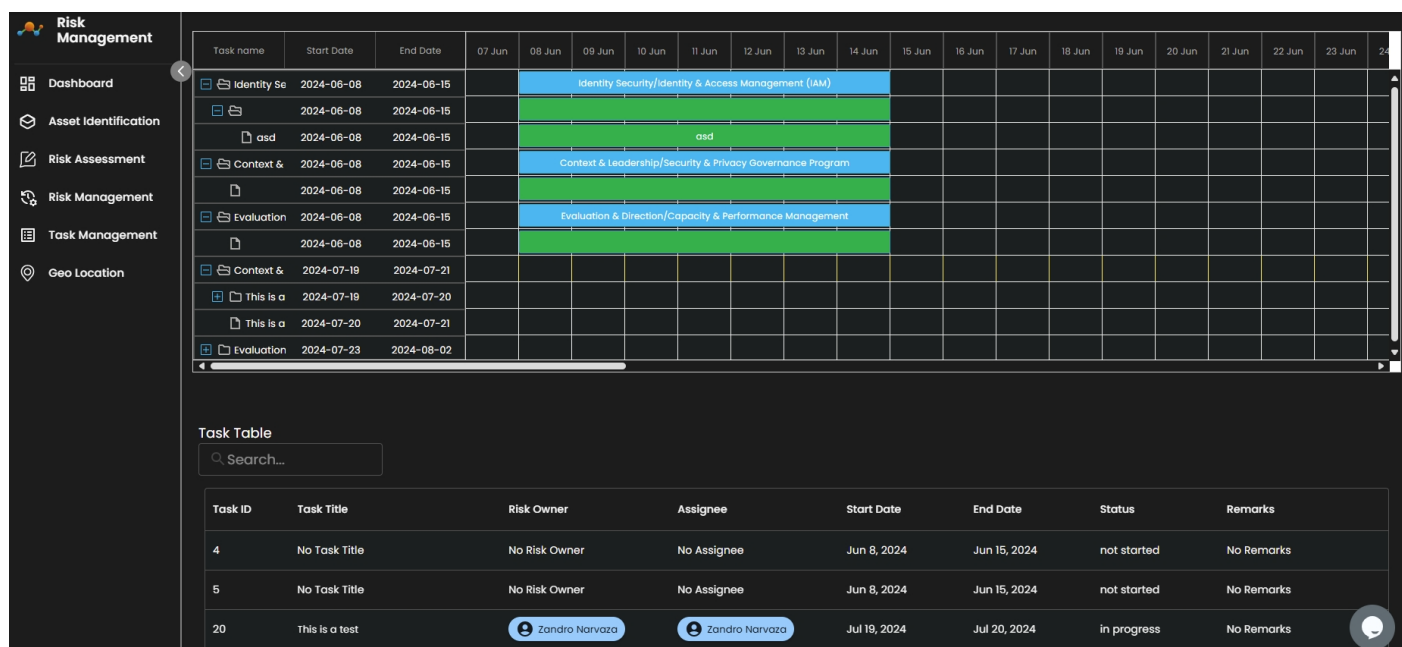 Risk
Management
Dashboard
Asset Identification
Risk Assessment
Risk Management
Task Management
Geo Location
Task name Start Date End Date 07 Jun 08 Jun 09 Jun 10 Jun 11 Jun 12 Jun 13 Jun 14 Jun 15 Jun 16 Jun 17 Jun 18 Jun 19 Jun 20 Jun 21 Jun 22 Jun 23 Jun 24
Identity Se 2024-06-08 2024-06-15 Identity Security/Identity & Access Management (IAM)
2024-06-08 2024-06-15
asd 2024-06-08 2024-06-15 asd
Context & 2024-06-08 2024-06-15 Context & Leadership/Security & Privacy Governance Program
2024-06-08 2024-06-15
Evaluation 2024-06-08 2024-06-15 Evaluation & Direction/Capacity & Performance Management
2024-06-08 2024-06-15
Context & 2024-07-19 2024-07-21
This is a 2024-07-19 2024-07-20
This is a 2024-07-20 2024-07-21
Evaluation 2024-07-23 2024-08-02
Task Table
Search...
Task ID Task Title Risk Owner Assignee Start Date End Date Status Remarks
4 No Task Title No Risk Owner No Assignee Jun 8, 2024 Jun 15, 2024 not started No Remarks
5 No Task Title No Risk Owner No Assignee Jun 8, 2024 Jun 15, 2024 not started No Remarks
20 This is a test Zandro Narvaza Zandro Narvaza Jul 19, 2024 Jul 20, 2024 in progress No Remarks